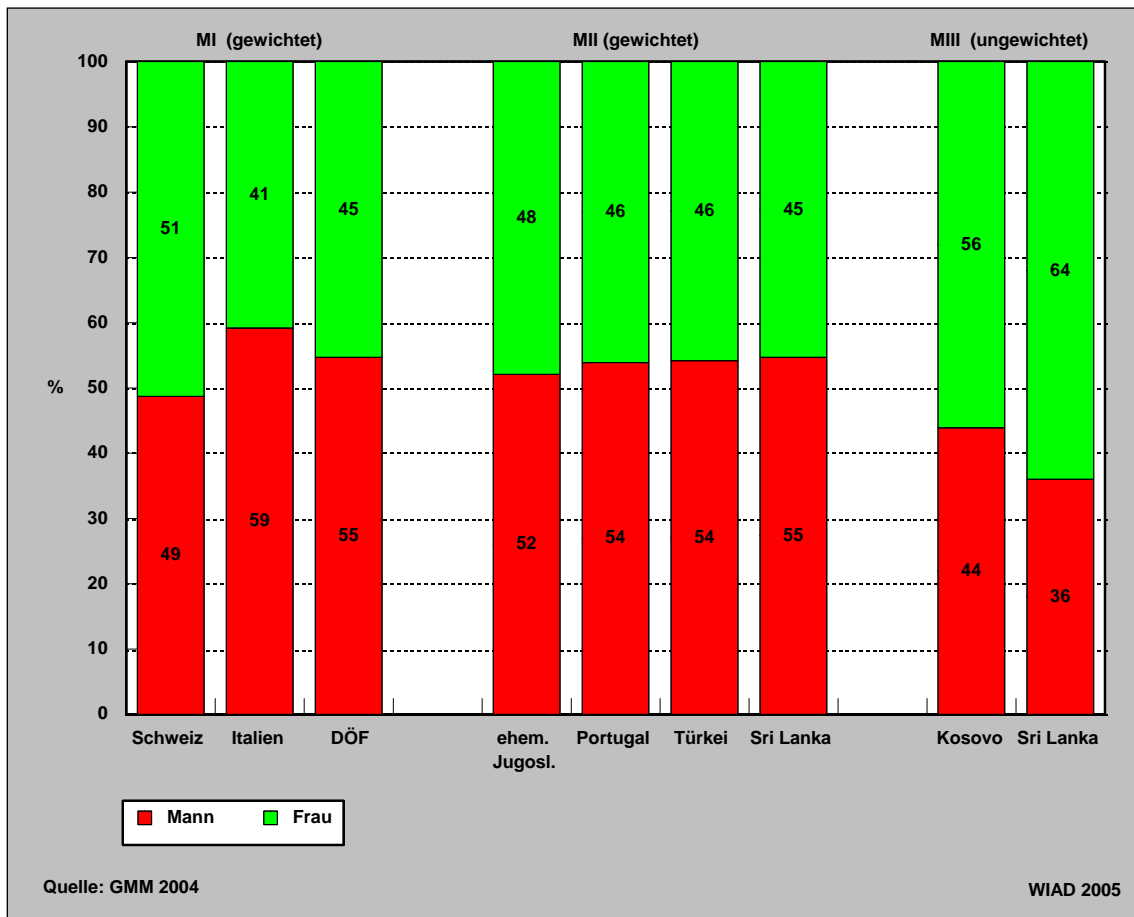 MI (gewichtet) MII (gewichtet) MIII (ungewichtet)
100
90
80
70
60
%
50
40
30
20
10
0
51 41 45 48 46 46 45 56 64
49 59 55 52 54 54 55 44 36
Schweiz Italien DÖF ehem. Portugal Türkei Sri Lanka Kosovo Sri Lanka
Jugosl.
Mann Frau
Quelle: GMM 2004 WIAD 2005